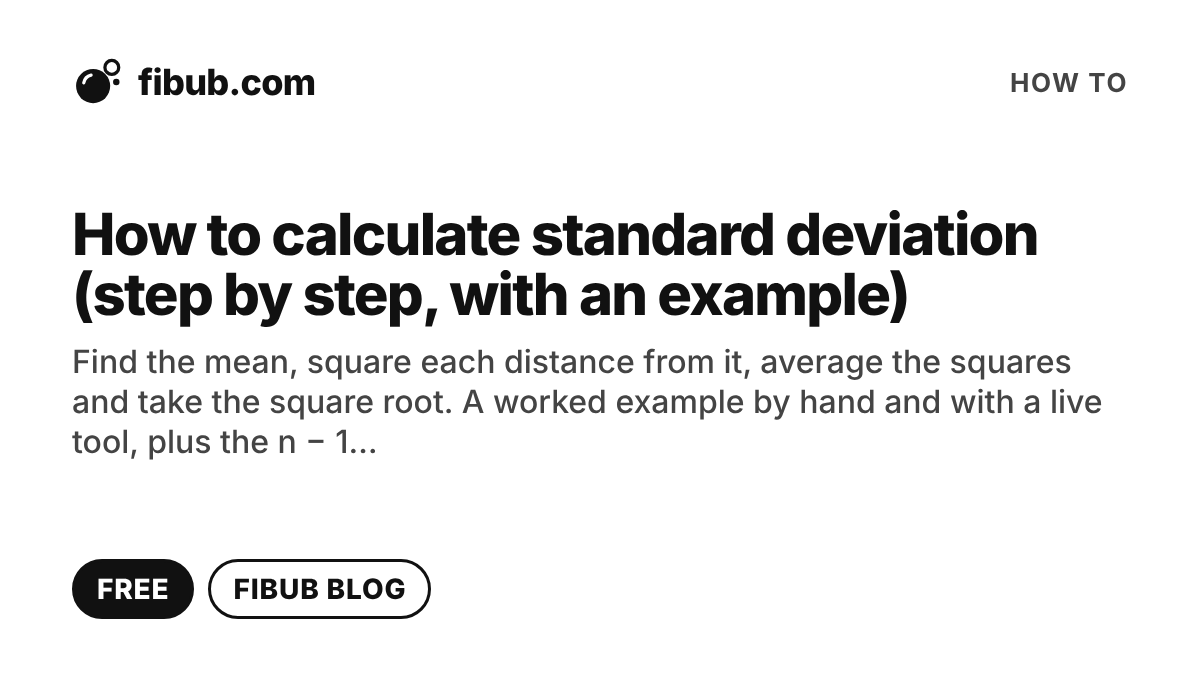 fibub.com
HOW TO
How to calculate standard deviation
(step by step, with an example)
Find the mean, square each distance from it, average the squares
and take the square root. A worked example by hand and with a live
tool, plus the n − 1...
FREE
FIBUB BLOG